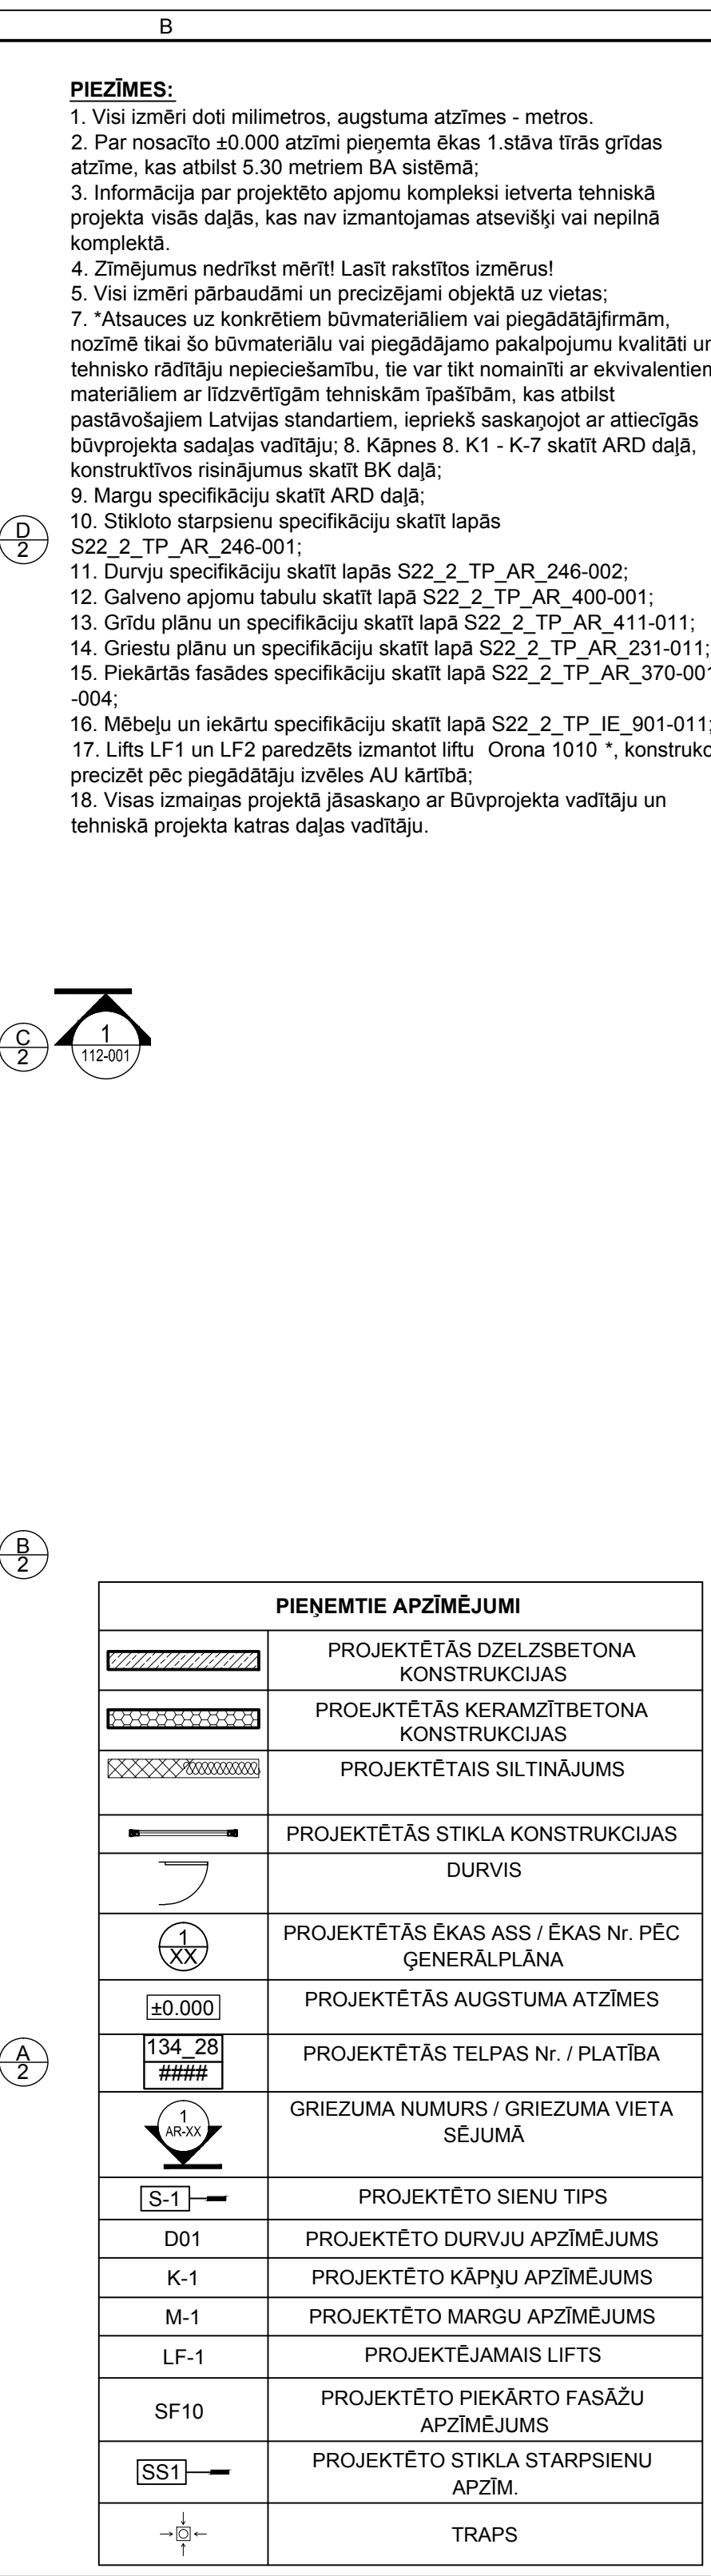 B
PIEZĪMES:
1. Visi izmēri doti milimetros, augstuma atzīmes - metros.
2. Par nosacīto ±0.000 atzīmi pieņemta ēkas 1.stāva tīrās grīdas
atzīme, kas atbilst 5.30 metriem BA sistēmā;
3. Informācija par projektēto apjomu kompleksi ietverta tehniskā
projekta visās daļās, kas nav izmantojamas atsevišķi vai nepilnā
komplektā.
4. Zīmējumus nedrīkst mērīt! Lasīt rakstītos izmērus!
5. Visi izmēri pārbaudāmi un precizējami objektā uz vietas;
7. *Atsauces uz konkrētiem būvmateriāliem vai piegādātājfirmām,
nozīmē tikai šo būvmateriālu vai piegādājamo pakalpojumu kvalitāti un
tehnisko rādītāju nepieciešamību, tie var tikt nomainīti ar ekvivalentiem
materiāliem ar līdzvērtīgām tehniskām īpašībām, kas atbilst
pastāvošajiem Latvijas standartiem, iepriekš saskaņojot ar attiecīgās
būvprojekta sadaļas vadītāju; 8. Kāpnes 8. K1 - K-7 skatīt ARD daļā,
konstruktīvos risinājumus skatīt BK daļā;
9. Margu specifikāciju skatīt ARD daļā;
10. Stikloto starpsienu specifikāciju skatīt lapās
S22_2_TP_AR_246-001;
11. Durvju specifikāciju skatīt lapās S22_2_TP_AR_246-002;
12. Galveno apjomu tabulu skatīt lapā S22_2_TP_AR_400-001;
13. Grīdu plānu un specifikāciju skatīt lapā S22_2_TP_AR_411-011;
14. Griestu plānu un specifikāciju skatīt lapā S22_2_TP_AR_231-011;
15. Piekārtās fasādes specifikāciju skatīt lapā S22_2_TP_AR_370-001
-004;
16. Mēbeļu un iekārtu specifikāciju skatīt lapā S22_2_TP_IE_901-011;
17. Lifts LF1 un LF2 paredzēts izmantot liftu Orona 1010 *, konstrukc
precizēt pēc piegādātāju izvēles AU kārtībā;
18. Visas izmaiņas projektā jāsaskaņo ar Būvprojekta vadītāju un
tehniskā projekta katras daļas vadītāju.
D
2
C
2
1
112-001
B
2
PIEŅEMTIE APZĪMĒJUMI
PROJEKTĒTĀS DZELZSBETONA
KONSTRUKCIJAS
PROEJKTĒTĀS KERAMZĪTBETONA
KONSTRUKCIJAS
PROJEKTĒTAIS SILTINĀJUMS
PROJEKTĒTĀS STIKLA KONSTRUKCIJAS
DURVIS
1
XX
PROJEKTĒTĀS ĒKAS ASS / ĒKAS Nr. PĒC
ĢENERĀLPLĀNA
±0.000
PROJEKTĒTĀS AUGSTUMA ATZĪMES
A
2
134_28
####
PROJEKTĒTĀS TELPAS Nr. / PLATĪBA
1
AR-XX
GRIEZUMA NUMURS / GRIEZUMA VIETA
SĒJUMĀ
S-1
PROJEKTĒTO SIENU TIPS
D01
PROJEKTĒTO DURVJU APZĪMĒJUMS
K-1
PROJEKTĒTO KĀPŅU APZĪMĒJUMS
M-1
PROJEKTĒTO MARGU APZĪMĒJUMS
LF-1
PROJEKTĒJAMAIS LIFTS
SF10
PROJEKTĒTO PIEKĀRTO FASĀŽU
APZĪMĒJUMS
SS1
PROJEKTĒTO STIKLA STARPSIENU
APZĪM.
TRAPS